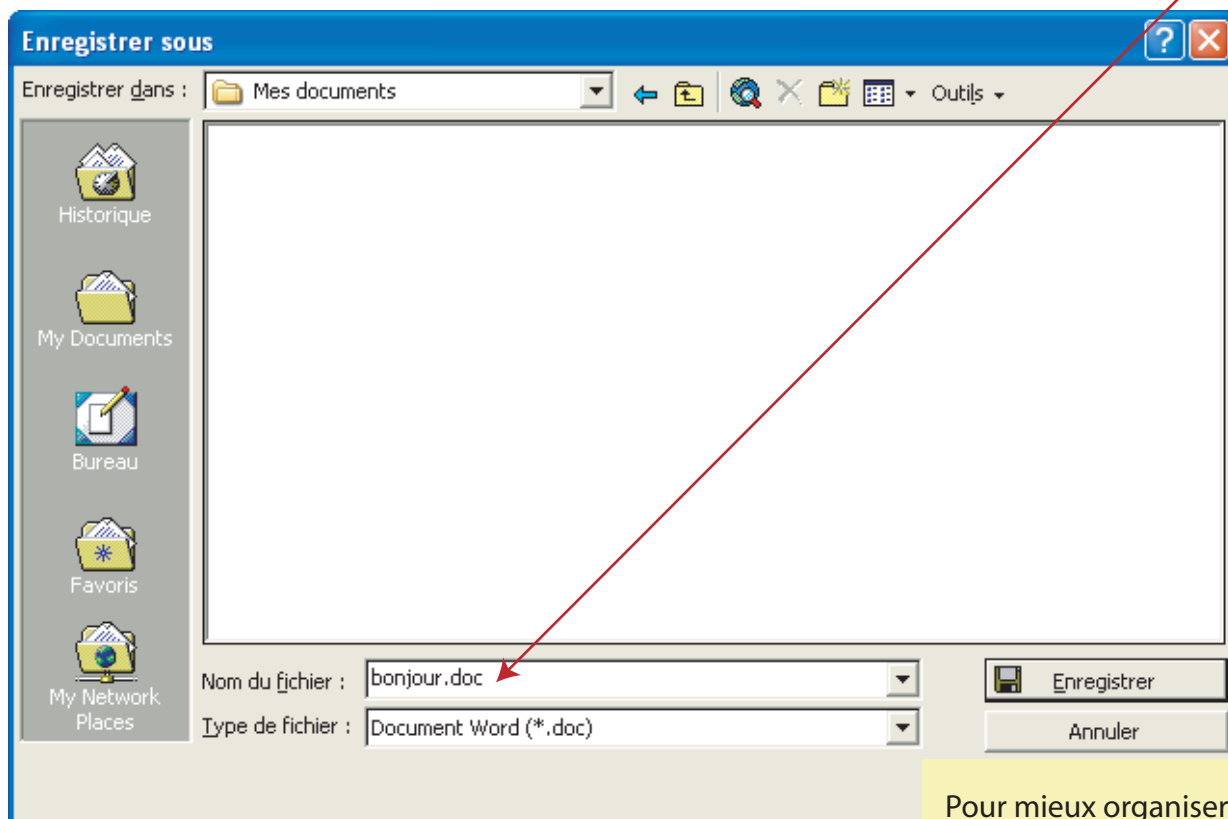 Enregistrer sous
Enregistrer dans :
Mes documents
Outils
Historique
My Documents
Bureau
Favoris
My Network
Places
Nom du fichier :
bonjour.doc
Enregistrer
Type de fichier :
Document Word (*.doc)
Annuler
Pour mieux organiser